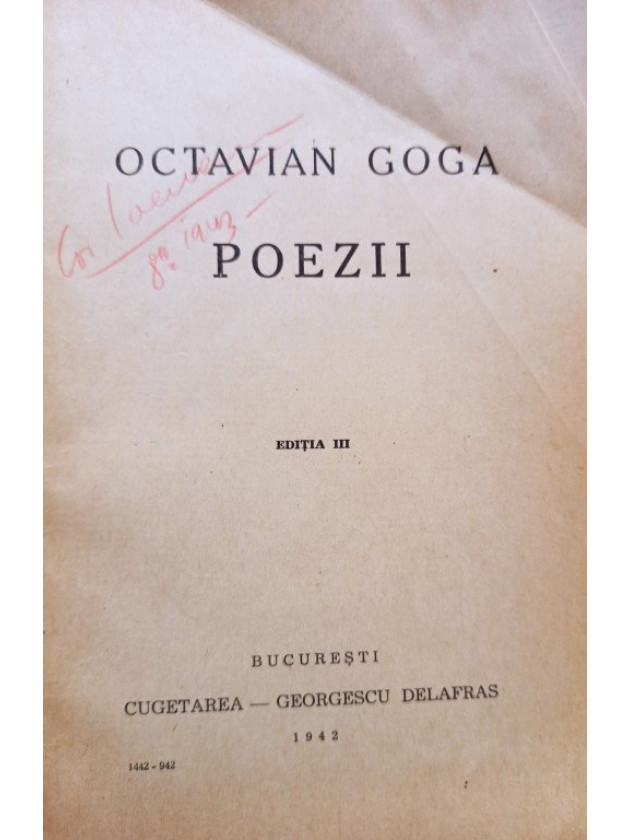 OCTAVIAN GOGA
POEZII
EDIȚIA III
BUCUREȘTI
CUGETAREA — GEORGESCU DELAFRAS
1942
1442 - 942